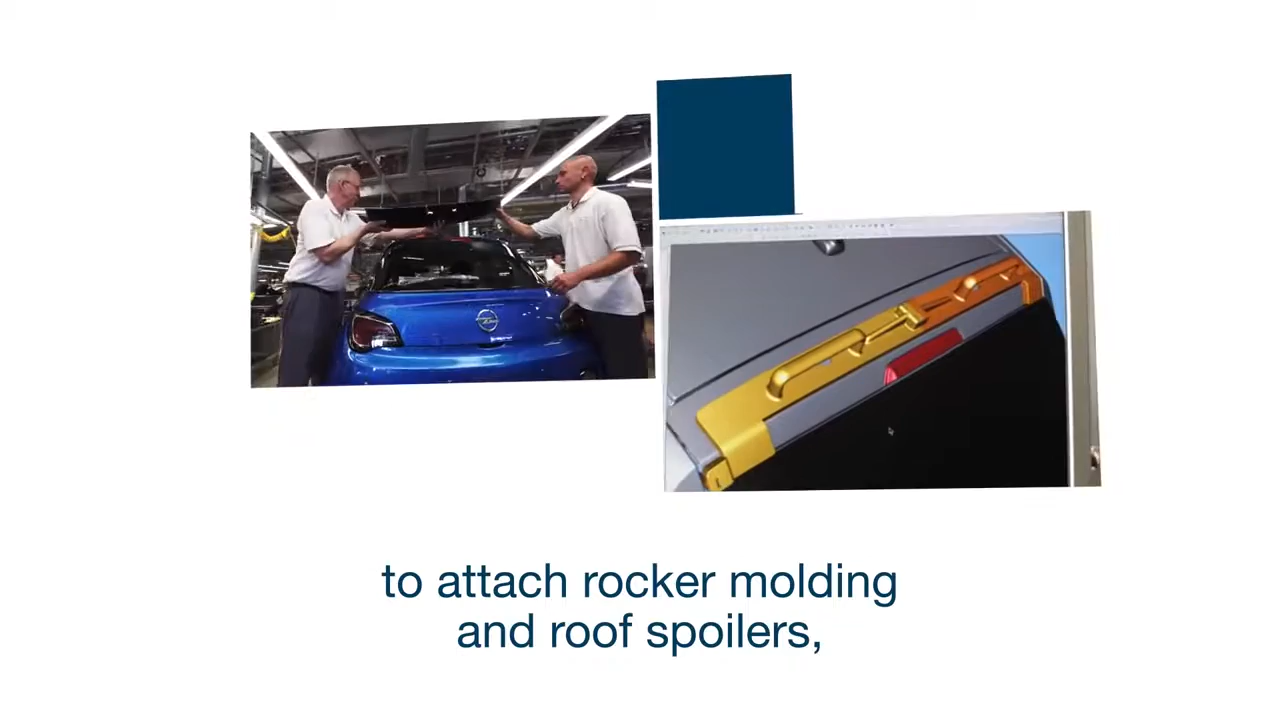 to attach rocker molding
and roof spoilers,